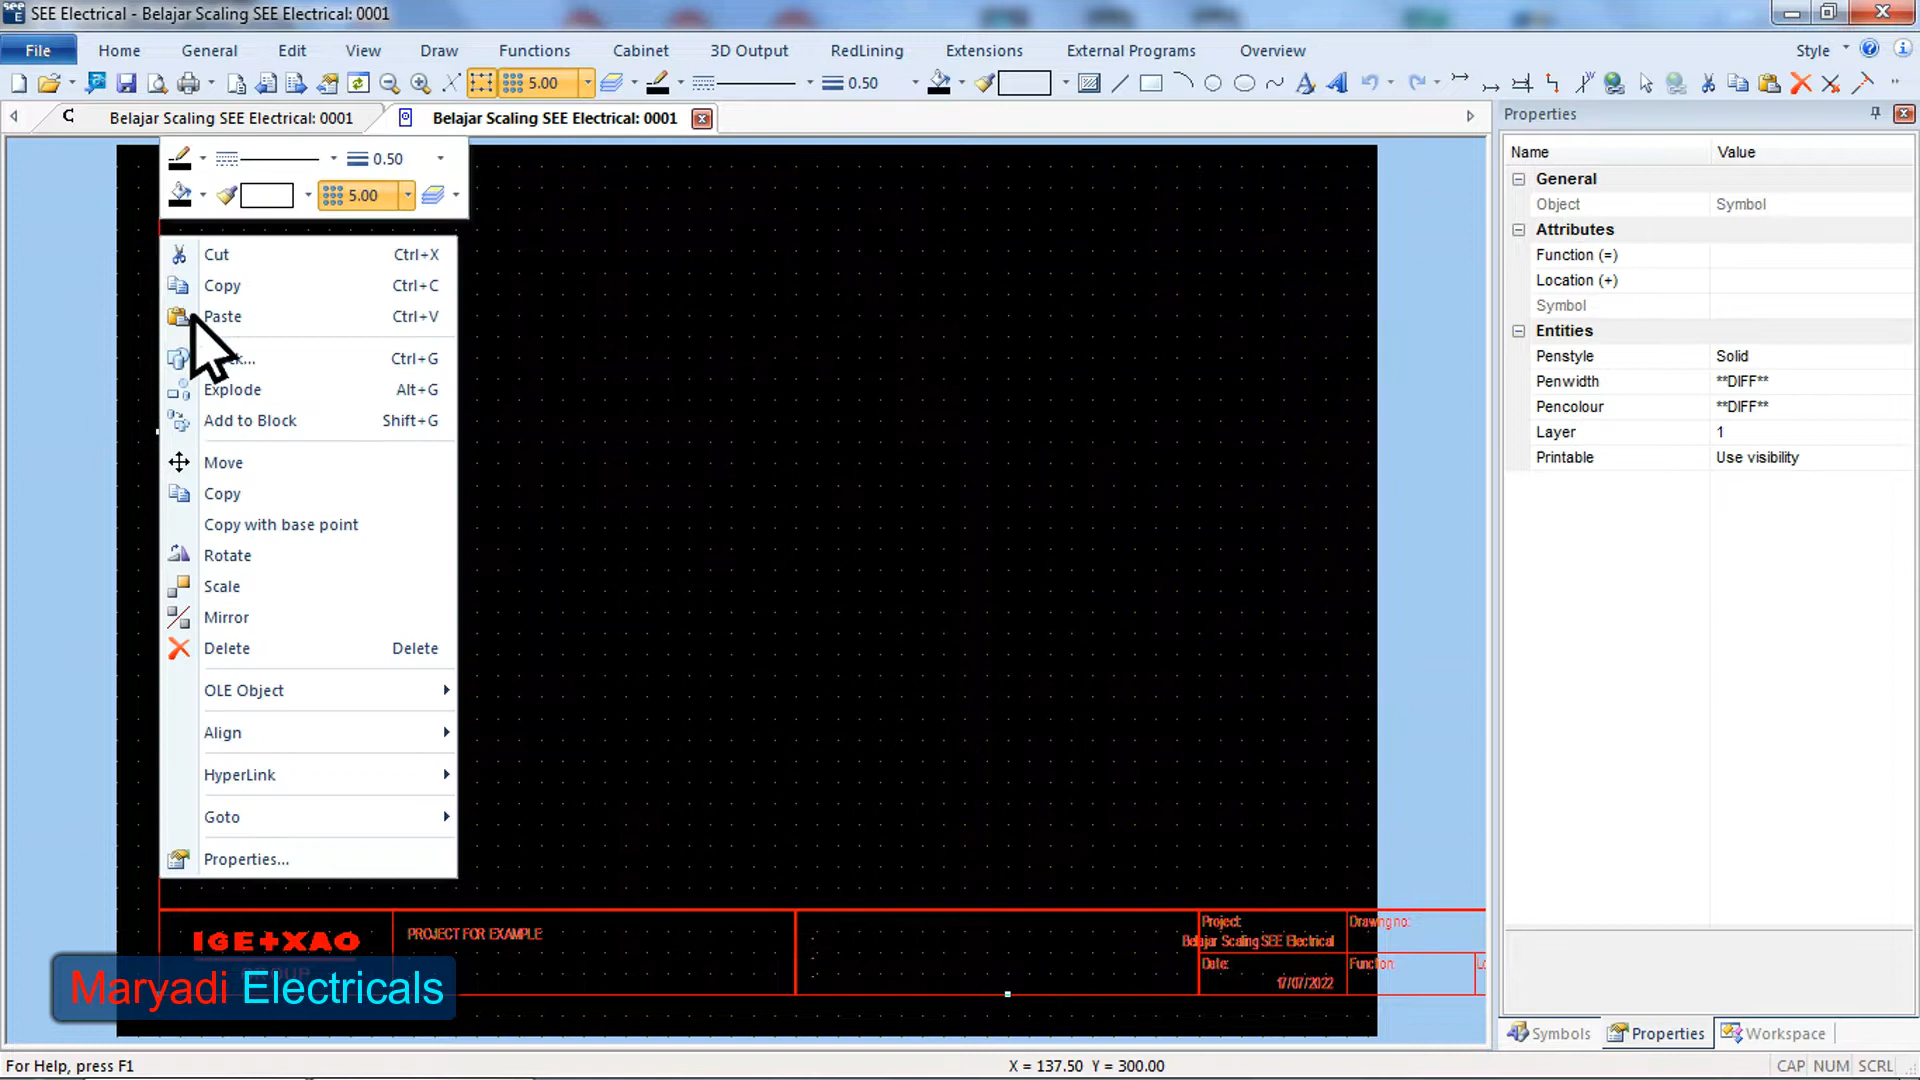 SEE Electrical - Belajar Scaling SEE Electrical: 0001
File Home General Edit View Draw Functions Cabinet 3D Output RedLining Extensions External Programs Overview Style
5.00 0.50
C Belajar Scaling SEE Electrical: 0001 Belajar Scaling SEE Electrical: 0001
0.50
5.00
Cut Ctrl+X
Copy Ctrl+C
Paste Ctrl+V
Ctrl+G
Explode Alt+G
Add to Block Shift+G
Move
Copy
Copy with base point
Rotate
Scale
Mirror
Delete Delete
OLE Object
Align
HyperLink
Goto
Properties...
Properties
Name Value
General
Object Symbol
Attributes
Function (=)
Location (+)
Symbol
Entities
Penstyle Solid
Penwidth **DIFF**
Pencolour **DIFF**
Layer 1
Printable Use visibility
IGE+XAO
PROJECT FOR EXAMPLE
Project:
Belajar Scaling SEE Electrical
Date:
17/07/2022
Drawing no:
Function:
Maryadi Electricals
Symbols Properties Workspace
For Help, press F1 X = 137.50 Y = 300.00 CAP NUM SCRL